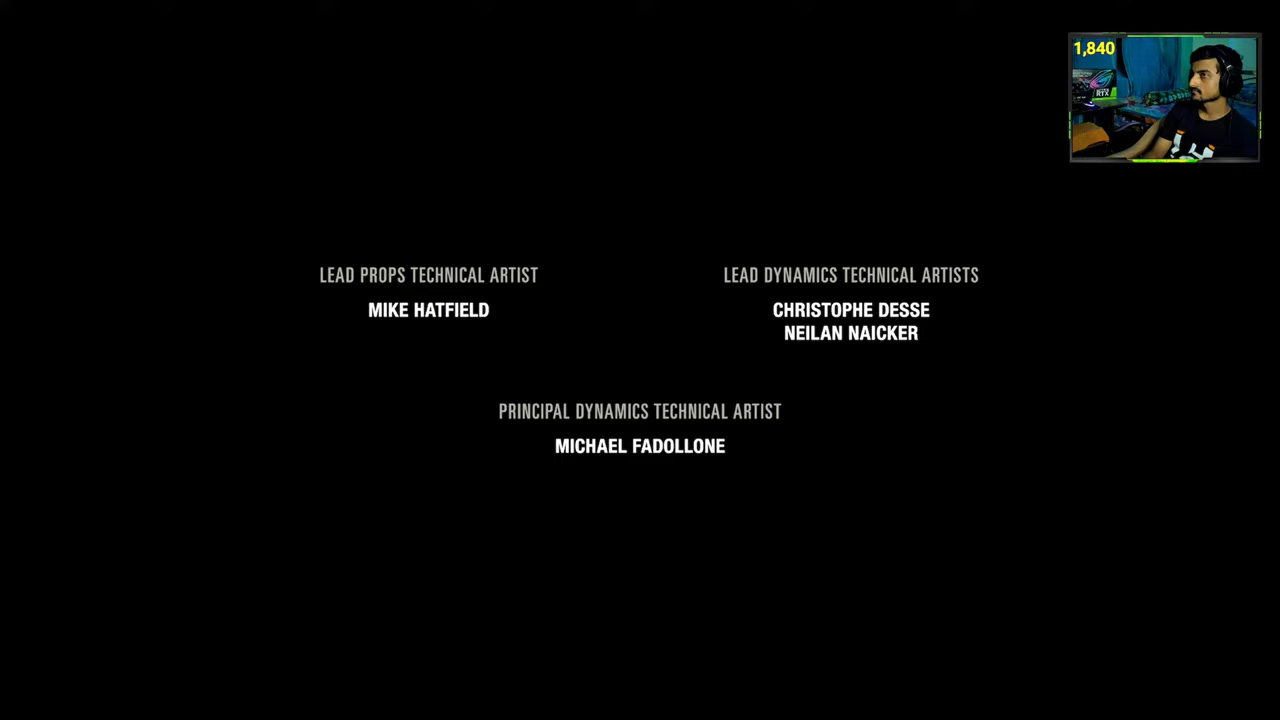 1,840
RTX
LEAD PROPS TECHNICAL ARTIST
MIKE HATFIELD
LEAD DYNAMICS TECHNICAL ARTISTS
CHRISTOPHE DESSE
NEILAN NAICKER
PRINCIPAL DYNAMICS TECHNICAL ARTIST
MICHAEL FADOLLONE